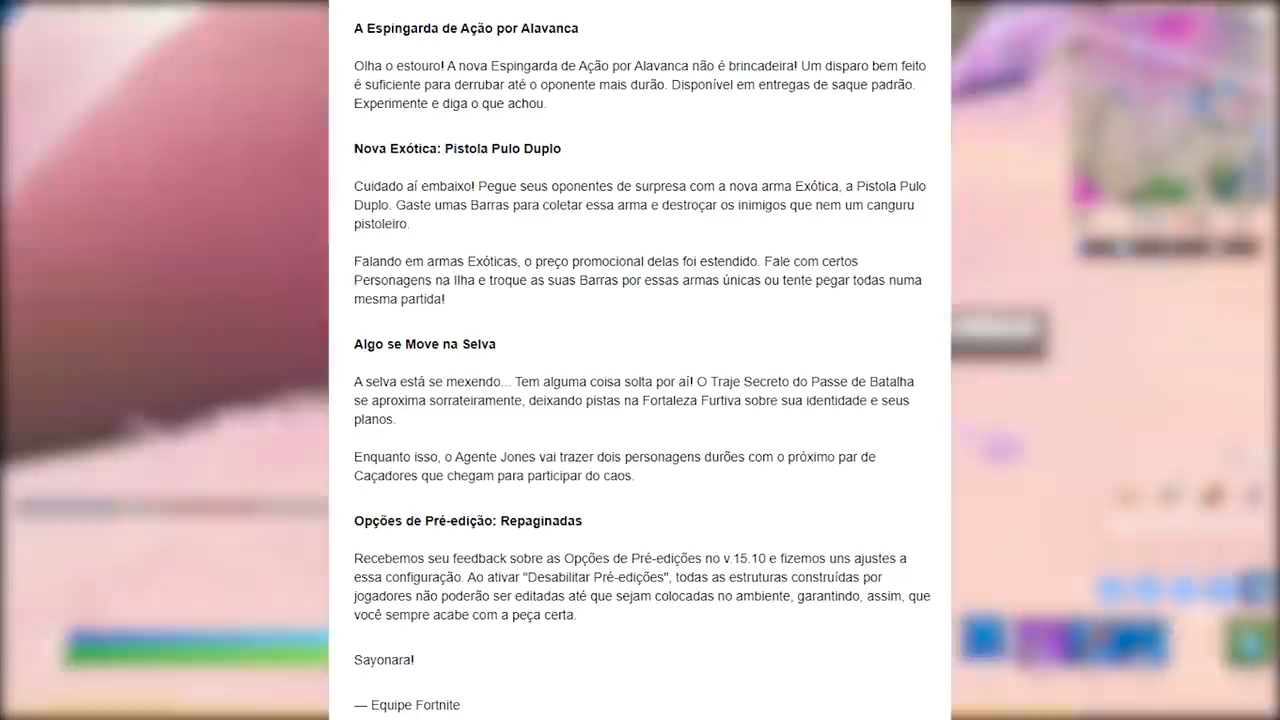 A Espingarda de Ação por Alavanca
Olha o estouro! A nova Espingarda de Ação por Alavanca não é brincadeira! Um disparo bem feito
é suficiente para derrubar até o oponente mais durão. Disponível em entregas de saque padrão.
Experimente e diga o que achou.
Nova Exótica: Pistola Pulo Duplo
Cuidado aí embaixo! Pegue seus oponentes de surpresa com a nova arma Exótica, a Pistola Pulo
Duplo. Gaste umas Barras para coletar essa arma e destroçar os inimigos que nem um canguru
pistoleiro.
Falando em armas Exóticas, o preço promocional delas foi estendido. Fale com certos
Personagens na Ilha e troque as suas Barras por essas armas únicas ou tente pegar todas numa
mesma partida!
Algo se Move na Selva
A selva está se mexendo... Tem alguma coisa solta por aí! O Traje Secreto do Passe de Batalha
se aproxima sorrateiramente, deixando pistas na Fortaleza Furtiva sobre sua identidade e seus
planos.
Enquanto isso, o Agente Jones vai trazer dois personagens durões com o próximo par de
Caçadores que chegam para participar do caos.
Opções de Pré-edição: Repaginadas
Recebemos seu feedback sobre as Opções de Pré-edições no v.15.10 e fizemos uns ajustes a
essa configuração. Ao ativar "Desabilitar Pré-edições", todas as estruturas construídas por
jogadores não poderão ser editadas até que sejam colocadas no ambiente, garantindo, assim, que
você sempre acabe com a peça certa.
Sayonara!
— Equipe Fortnite